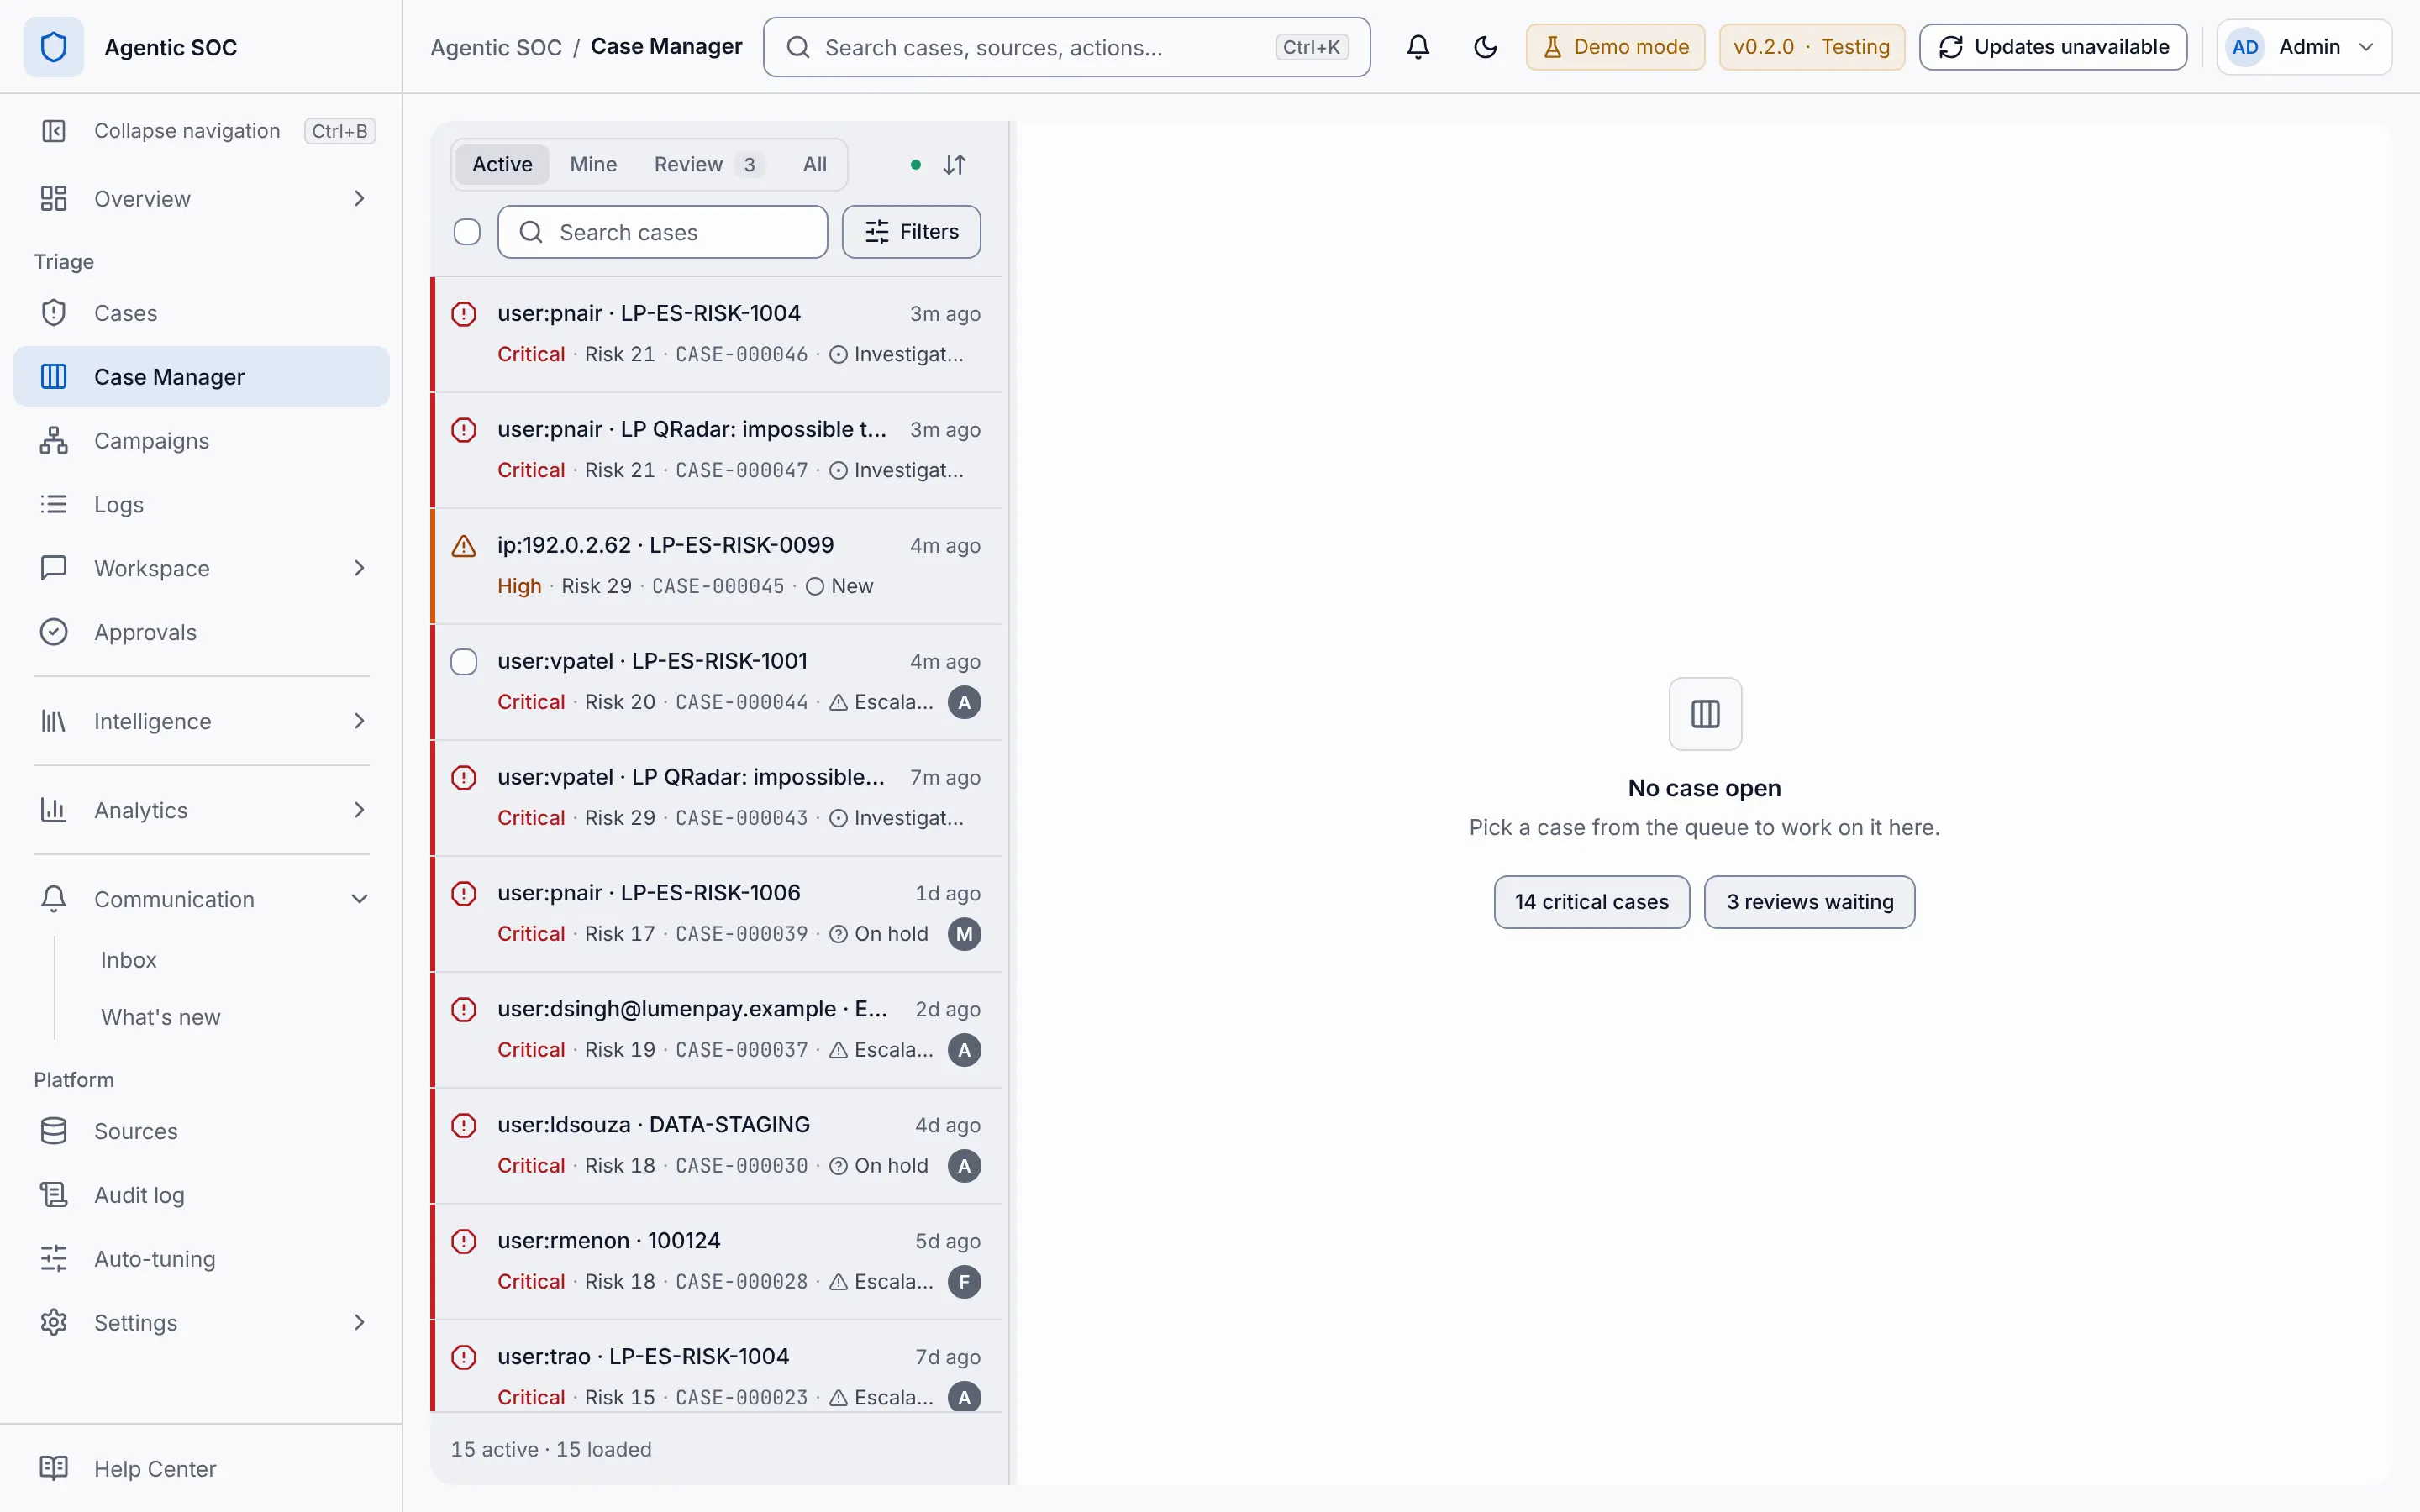 Agentic SOC
Agentic SOC / Case Manager
Search cases, sources, actions...
Ctrl+K
Demo mode
v0.2.0 · Testing
Updates unavailable
AD
Admin
Collapse navigation
Ctrl+B
Overview
Triage
Cases
Case Manager
Campaigns
Logs
Workspace
Approvals
Intelligence
Analytics
Communication
Inbox
What's new
Platform
Sources
Audit log
Auto-tuning
Settings
Help Center
Active
Mine
Review 3
All
Search cases
Filters
user:pnair · LP-ES-RISK-1004 3m ago
Critical · Risk 21 · CASE-000046 · Investigat...
user:pnair · LP QRadar: impossible t... 3m ago
Critical · Risk 21 · CASE-000047 · Investigat...
ip:192.0.2.62 · LP-ES-RISK-0099 4m ago
High · Risk 29 · CASE-000045 · New
user:vpatel · LP-ES-RISK-1001 4m ago
Critical · Risk 20 · CASE-000044 · Escala... A
user:vpatel · LP QRadar: impossible... 7m ago
Critical · Risk 29 · CASE-000043 · Investigat...
user:pnair · LP-ES-RISK-1006 1d ago
Critical · Risk 17 · CASE-000039 · On hold M
user:dsingh@lumenpay.example · E... 2d ago
Critical · Risk 19 · CASE-000037 · Escala... A
user:ldsouza · DATA-STAGING 4d ago
Critical · Risk 18 · CASE-000030 · On hold A
user:rmenon · 100124 5d ago
Critical · Risk 18 · CASE-000028 · Escala... F
user:trao · LP-ES-RISK-1004 7d ago
Critical · Risk 15 · CASE-000023 · Escala... A
15 active · 15 loaded
No case open
Pick a case from the queue to work on it here.
14 critical cases
3 reviews waiting